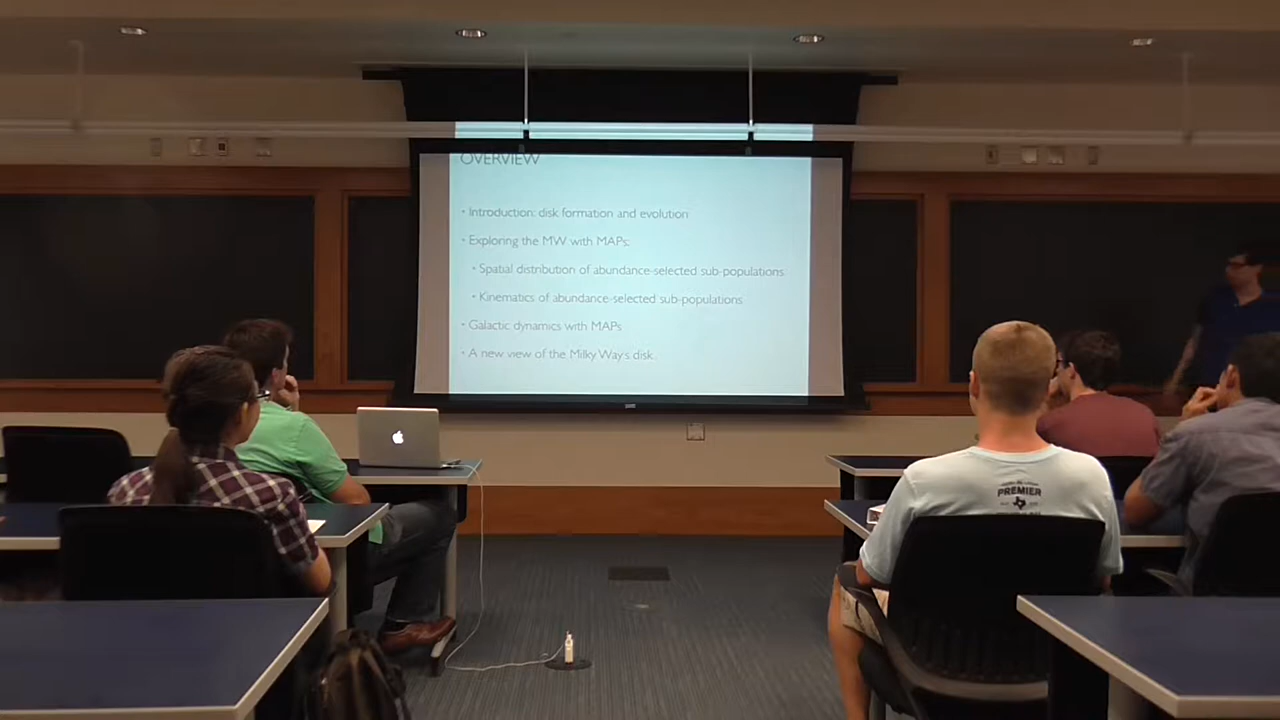 OVERVIEW
• Introduction: disk formation and evolution
• Exploring the MW with MAPs:
• Spatial distribution of abundance-selected sub-populations
• Kinematics of abundance-selected sub-populations
• Galactic dynamics with MAPs
• A new view of the Milky Way's disk
PREMIER